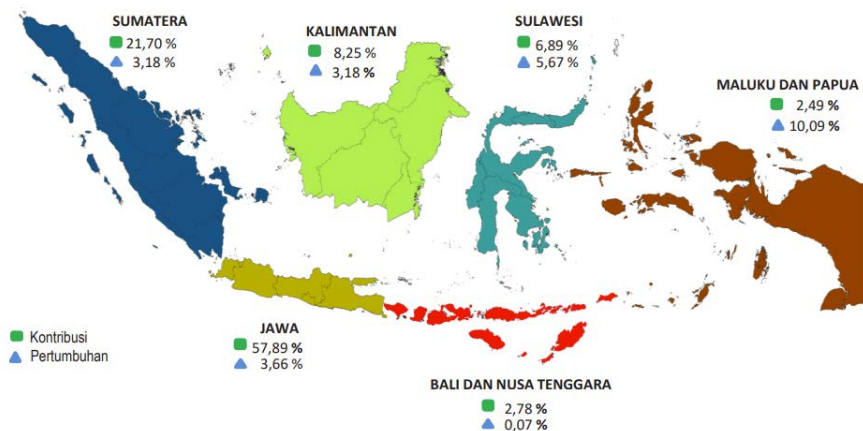 SUMATERA
21,70 %
3,18 %
KALIMANTAN
8,25 %
3,18 %
SULAWESI
6,89 %
5,67 %
MALUKU DAN PAPUA
2,49 %
10,09 %
Kontribusi
Pertumbuhan
JAWA
57,89 %
3,66 %
BALI DAN NUSA TENGGARA
2,78 %
0,07 %